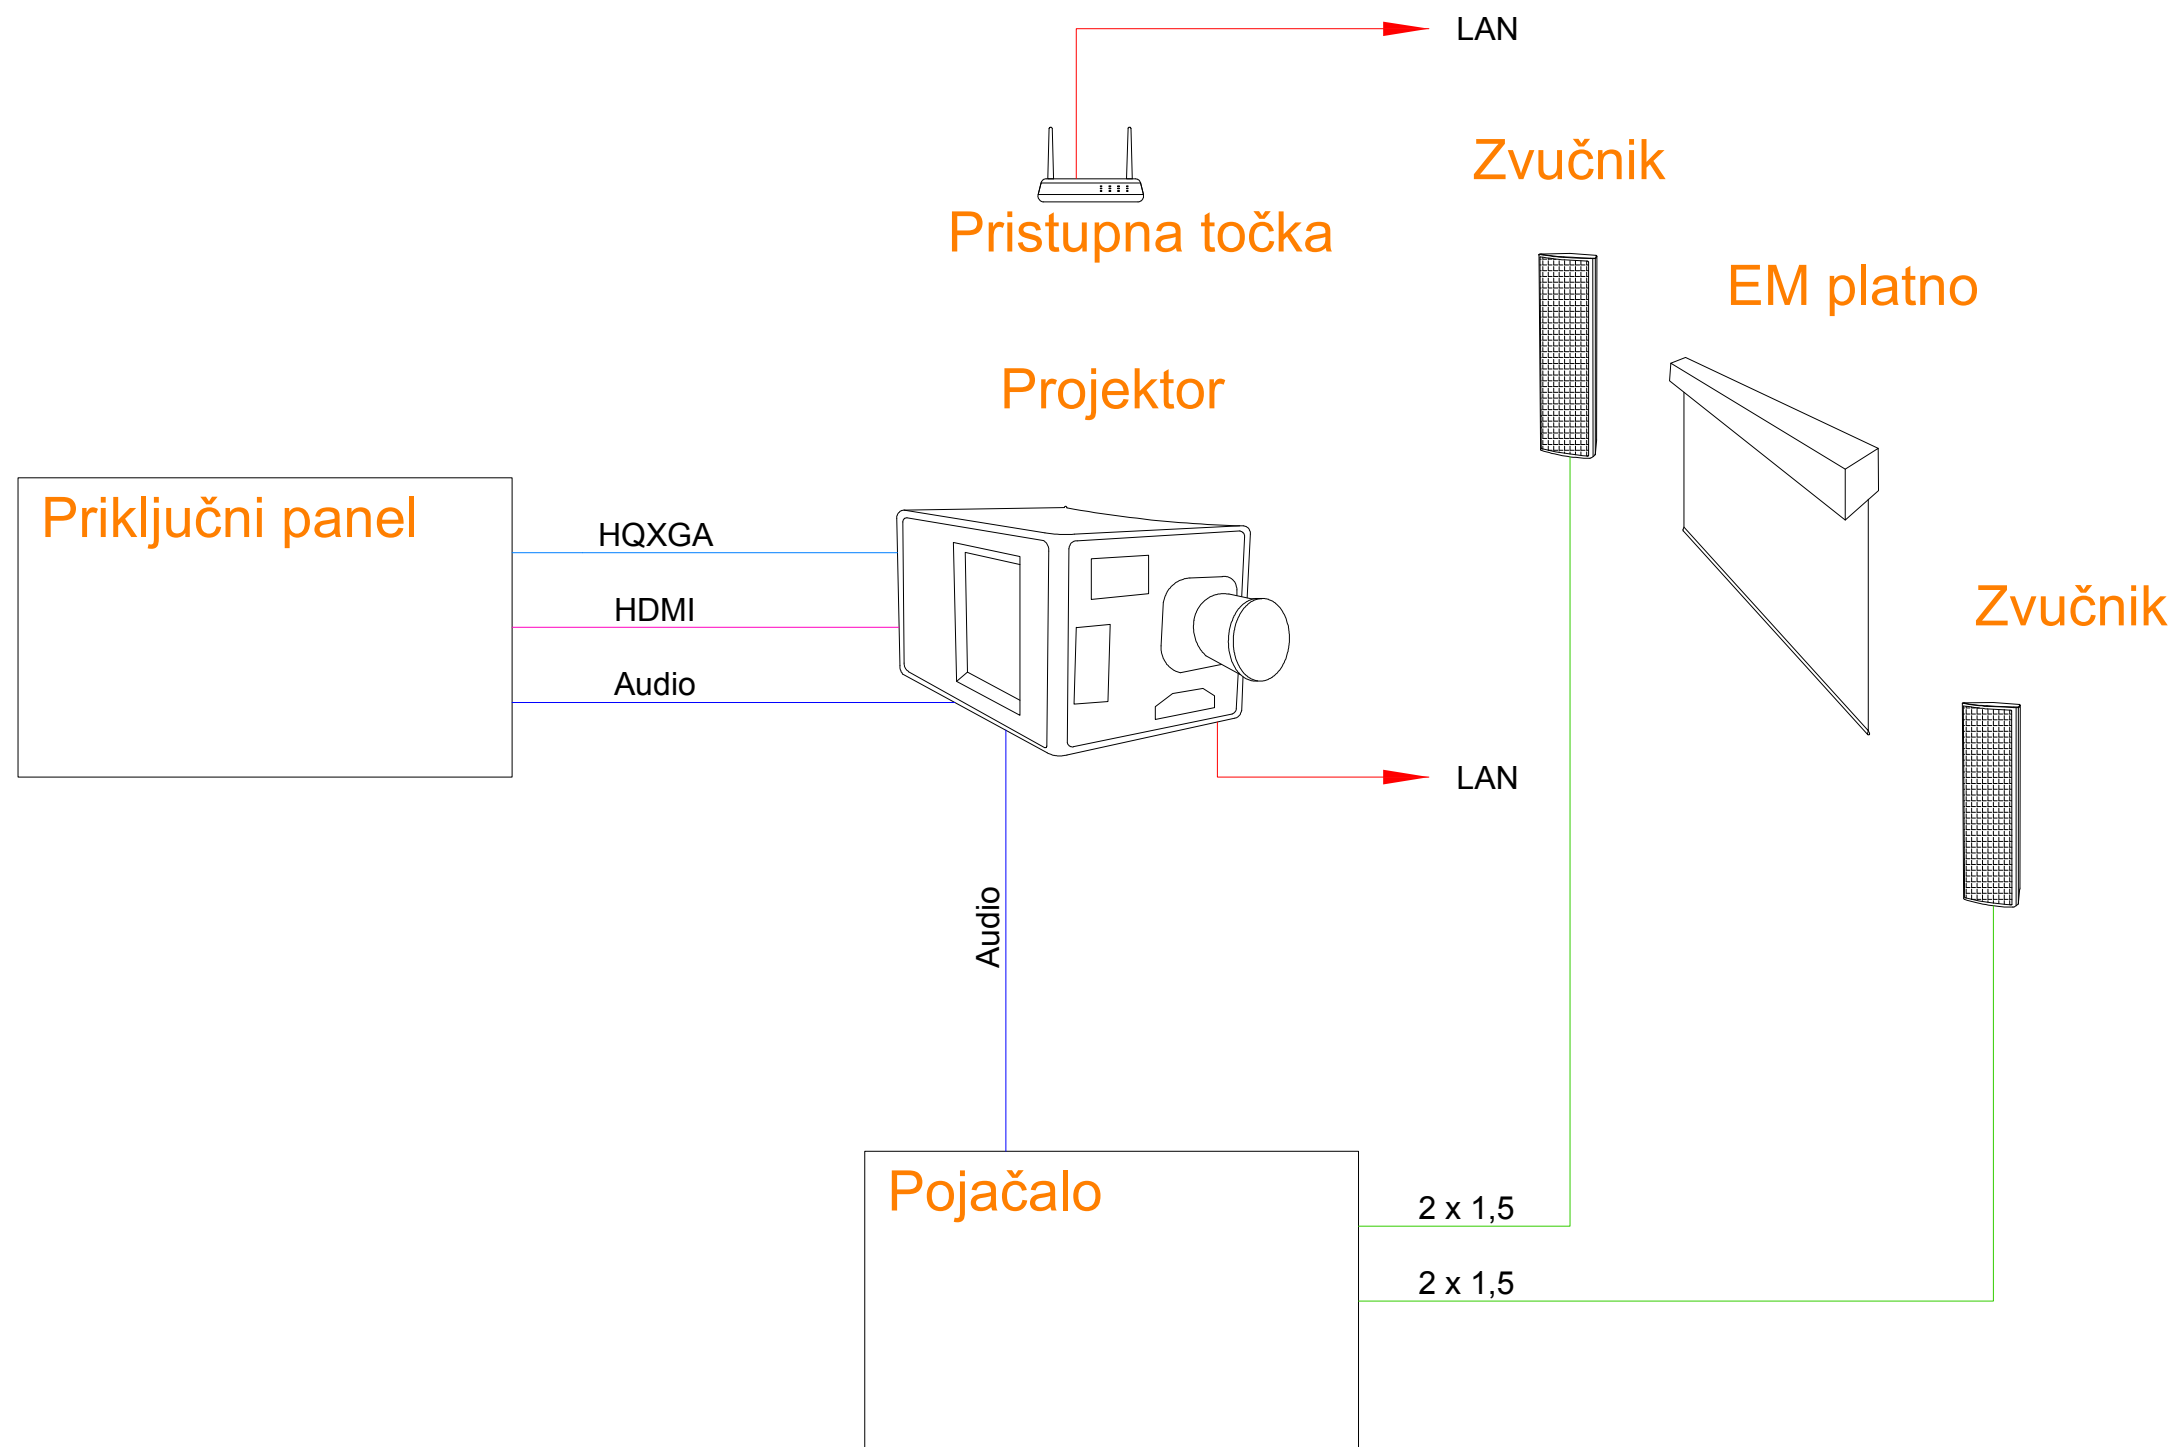 LAN
Zvučnik
Pristupna točka
EM platno
Projektor
Priključni panel
HQXGA
HDMI
Zvučnik
Audio
LAN
Audio
Pojačalo
2 x 1,5
2 x 1,5